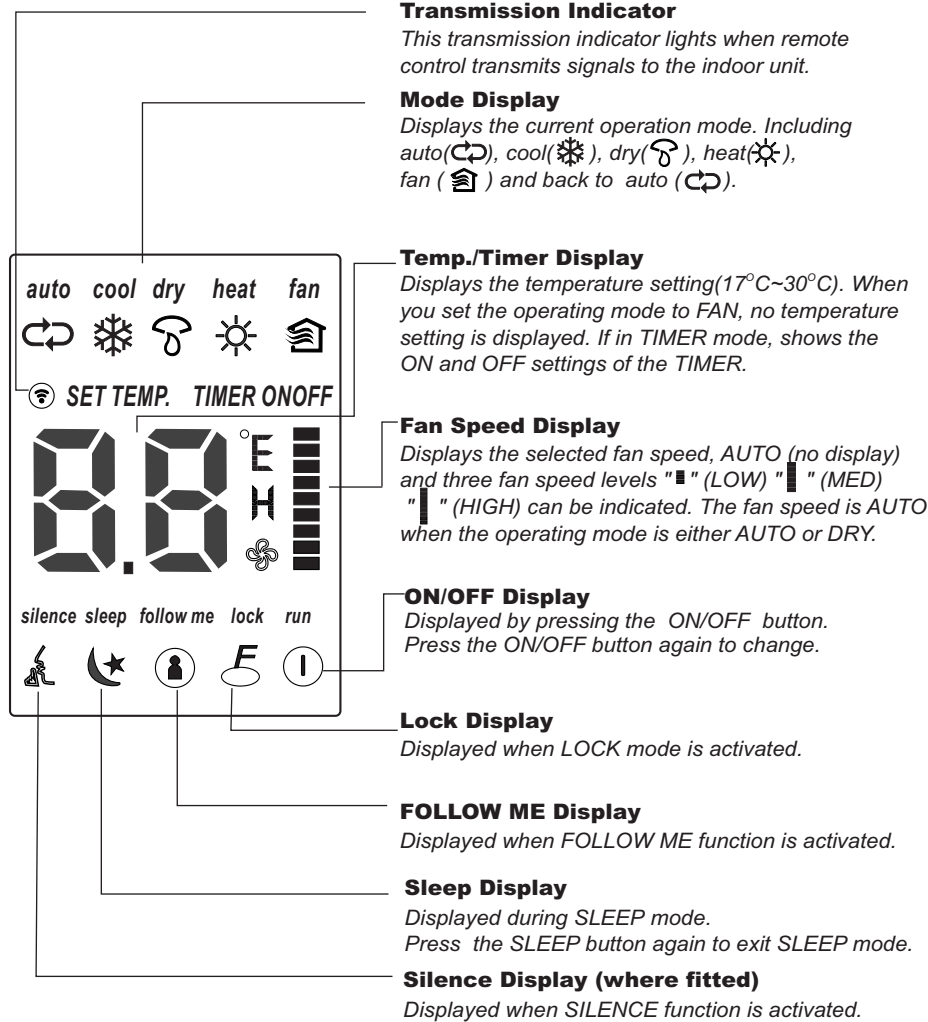 Transmission Indicator
This transmission indicator lights when remote
control transmits signals to the indoor unit.
Mode Display
Displays the current operation mode. Including
auto( ), cool( ), dry( ), heat( ),
fan ( ) and back to auto ( ).
Temp./Timer Display
Displays the temperature setting(17°C~30°C). When
you set the operating mode to FAN, no temperature
setting is displayed. If in TIMER mode, shows the
ON and OFF settings of the TIMER.
Fan Speed Display
Displays the selected fan speed, AUTO (no display)
and three fan speed levels " " (LOW) " " (MED)
" " (HIGH) can be indicated. The fan speed is AUTO
when the operating mode is either AUTO or DRY.
ON/OFF Display
Displayed by pressing the ON/OFF button.
Press the ON/OFF button again to change.
Lock Display
Displayed when LOCK mode is activated.
FOLLOW ME Display
Displayed when FOLLOW ME function is activated.
Sleep Display
Displayed during SLEEP mode.
Press the SLEEP button again to exit SLEEP mode.
Silence Display (where fitted)
Displayed when SILENCE function is activated.
auto cool dry heat fan
SET TEMP. TIMER ONOFF
8.8 °E
H
silence sleep follow me lock run
F